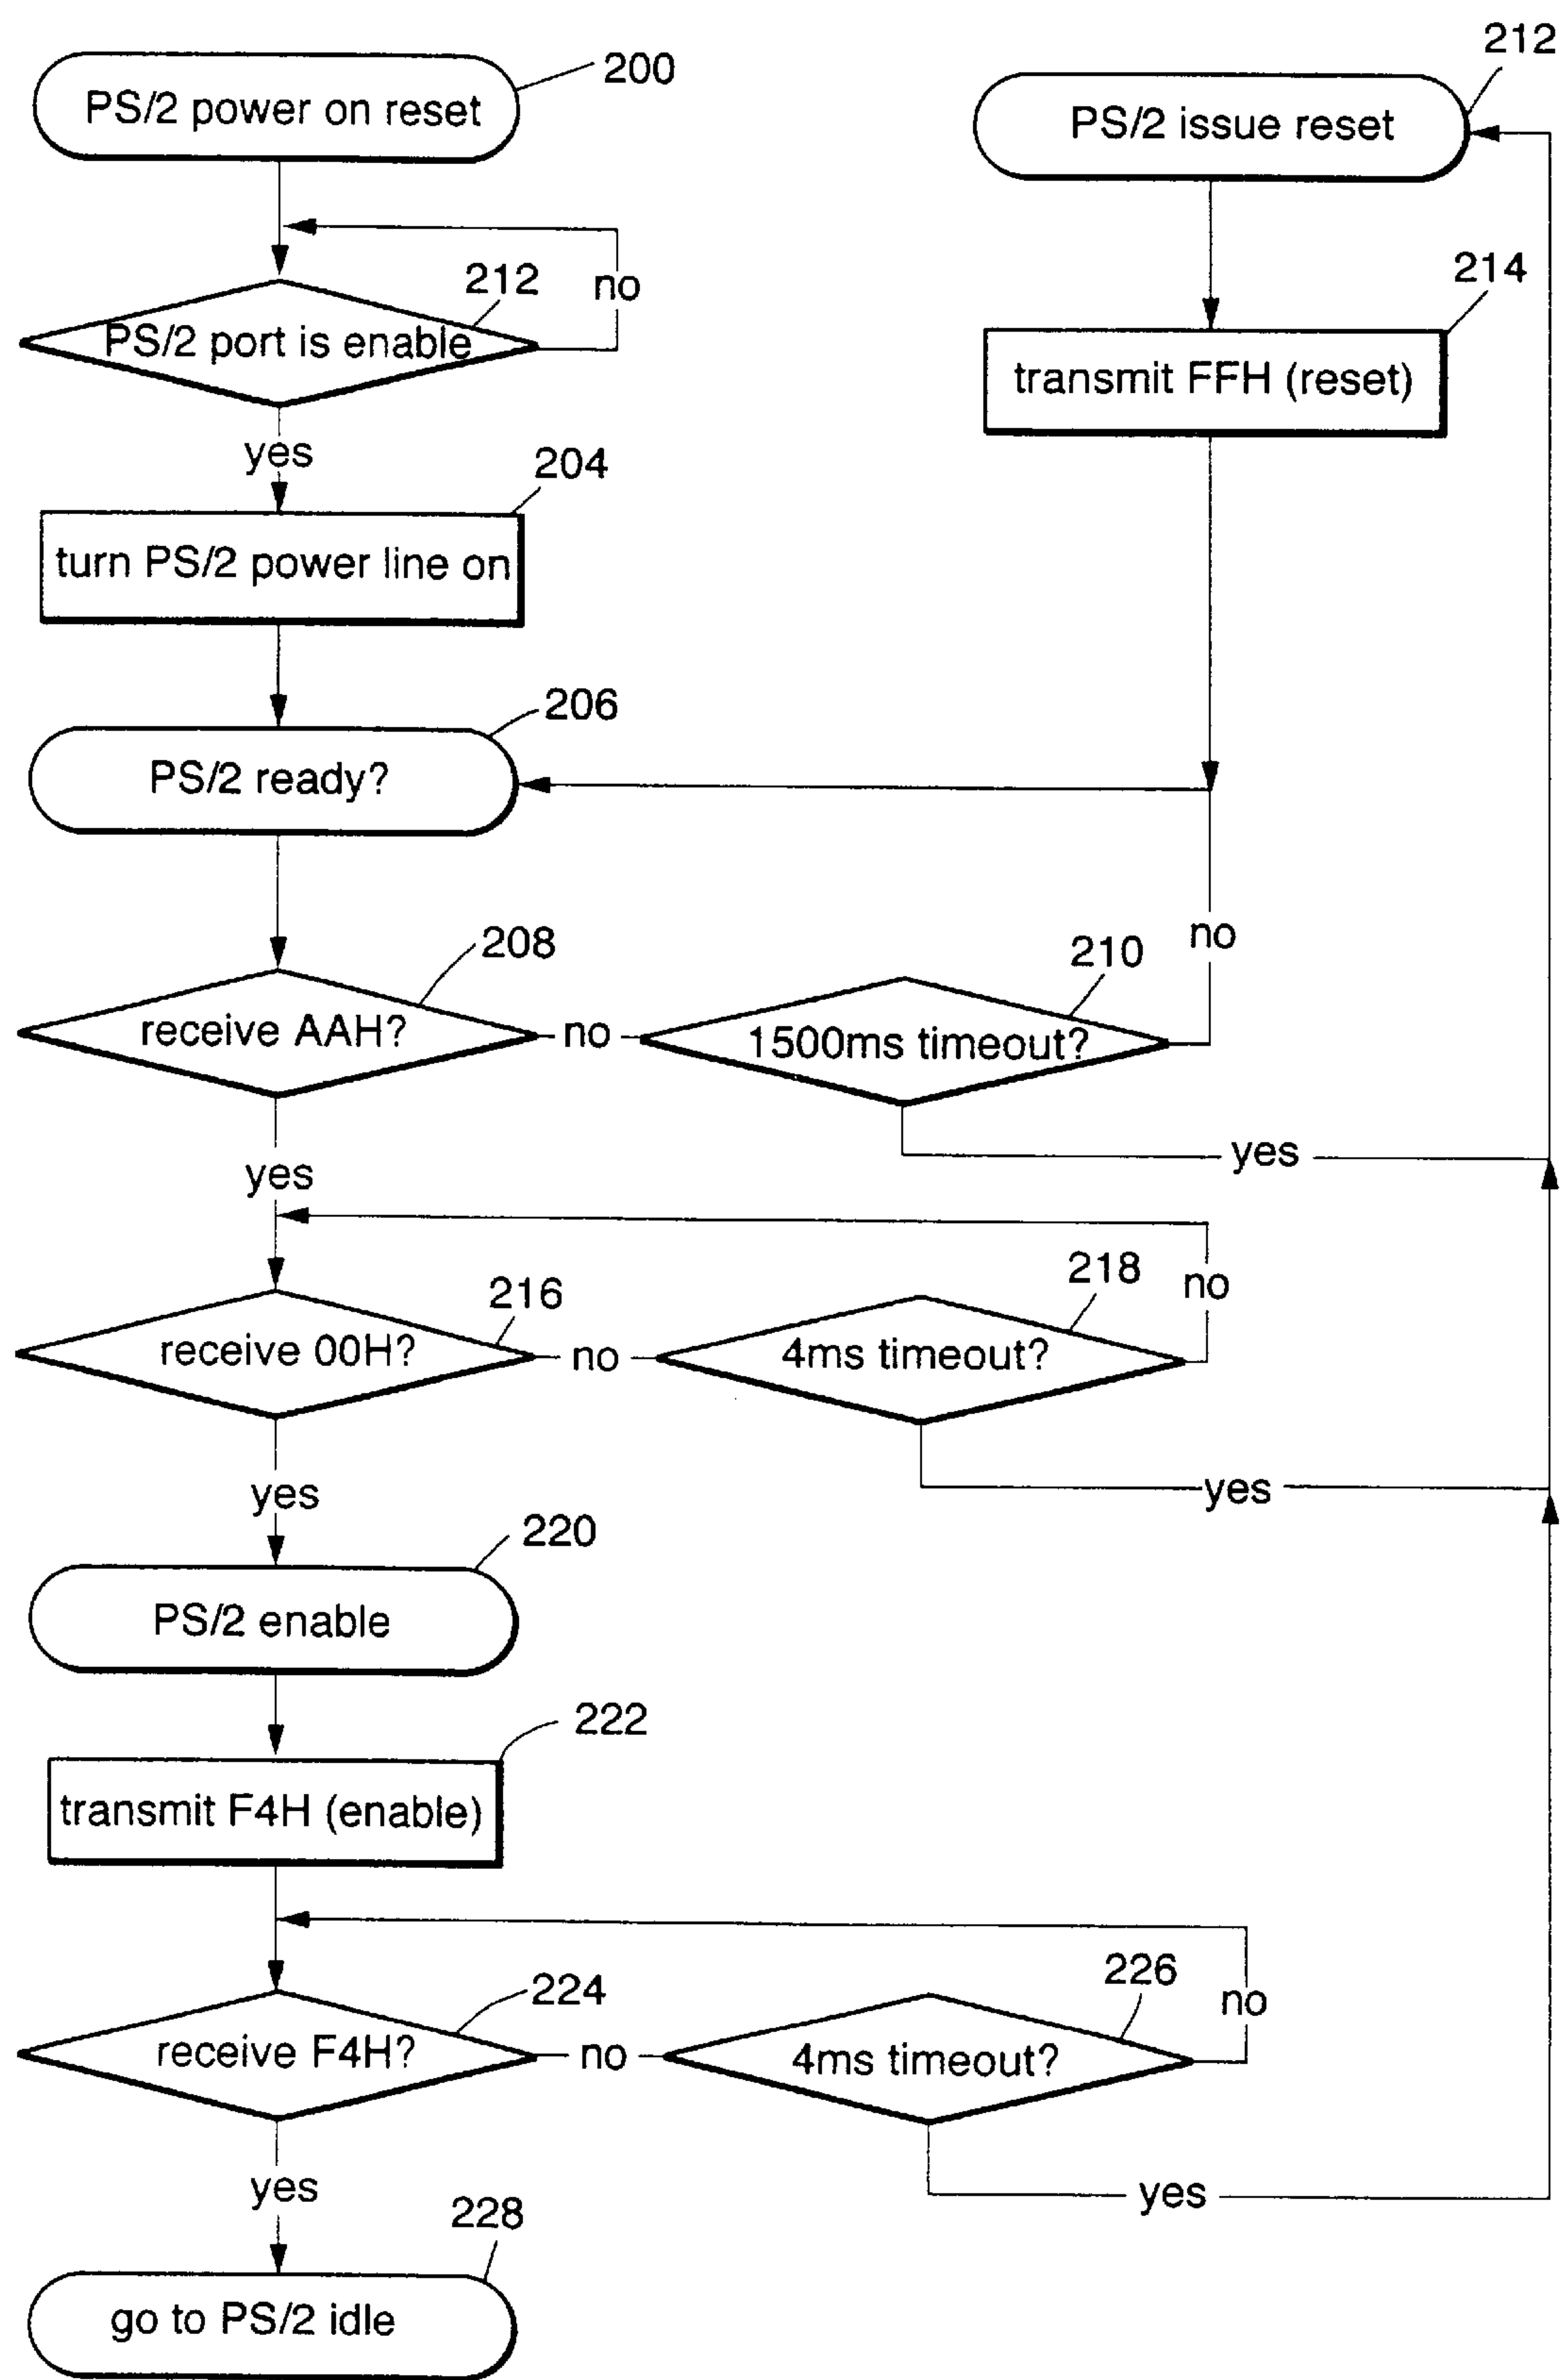 200
PS/2 power on reset
212
PS/2 issue reset
no
212
PS/2 port is enable
214
transmit FFH (reset)
yes
204
turn PS/2 power line on
206
PS/2 ready?
208
receive AAH?
no
210
1500ms timeout?
no
yes
yes
216
receive 00H?
no
218
4ms timeout?
no
yes
yes
220
PS/2 enable
222
transmit F4H (enable)
224
receive F4H?
no
226
4ms timeout?
no
yes
yes
228
go to PS/2 idle